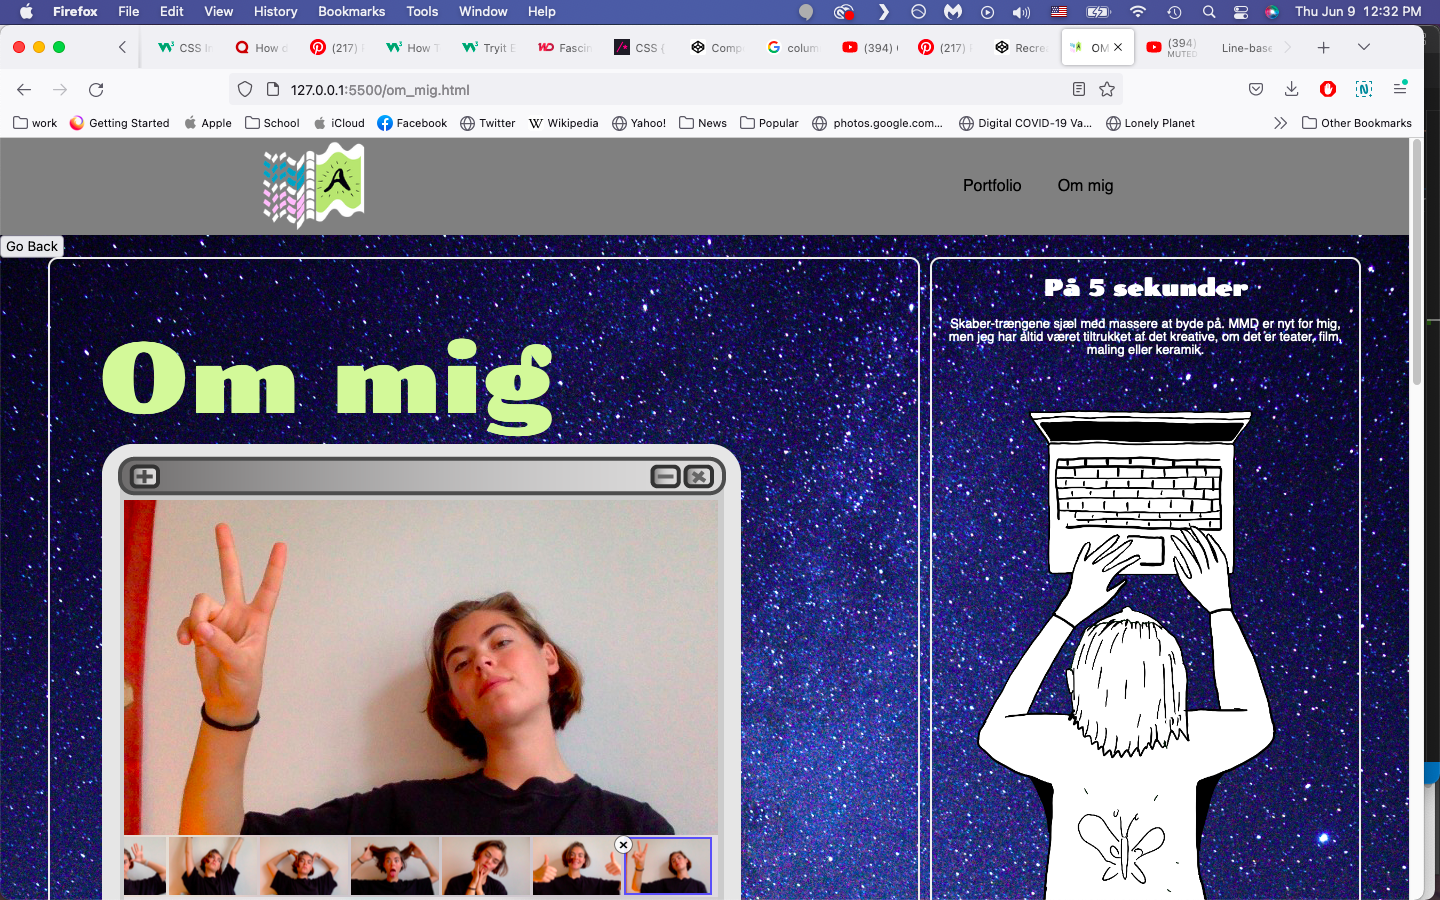 Firefox File Edit View History Bookmarks Tools Window Help Thu Jun 9 12:32 PM
CSS In How d (217) How T Tryit E Fascin CSS { Comp colum (394) (217) Recre OM (394) MUTED Line-base
127.0.0.1:5500/om_mig.html
work Getting Started Apple School iCloud Facebook Twitter Wikipedia Yahoo! News Popular photos.google.com... Digital COVID-19 Va... Lonely Planet Other Bookmarks
A
Portfolio Om mig
Go Back
Om mig
På 5 sekunder
Skaber-trængene sjæl med massere at byde på. MMD er nyt for mig,
men jeg har altid været tiltrukket af det kreative, om det er teater, film,
maling eller keramik.